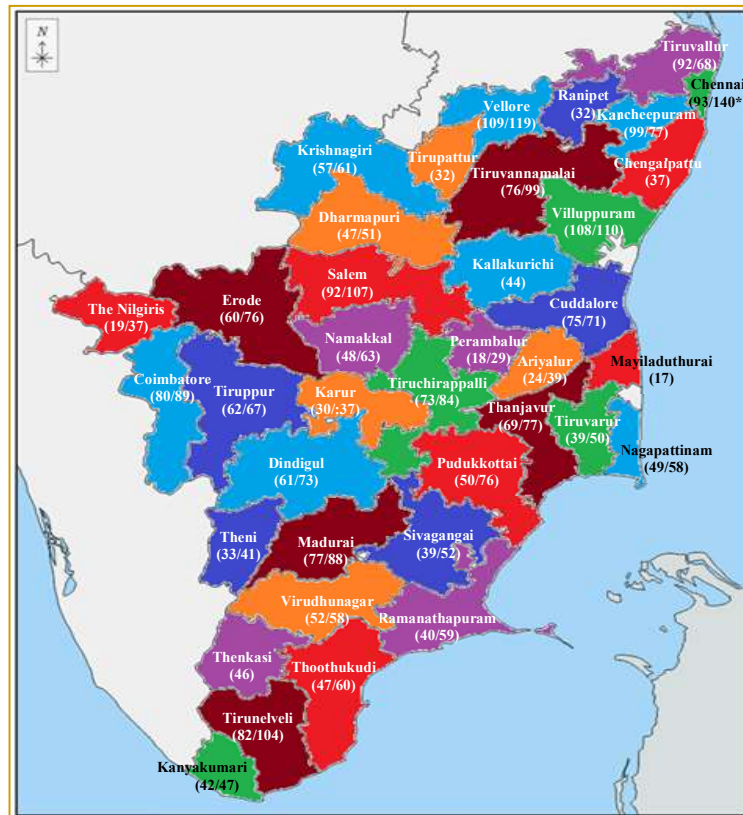 N
Tiruvallur
(92/68)
Chennai
(93/140*
Ranipet
(32)
Vellore
(109/119)
Kancheepuram
(99/77)
Krishnagiri
(57/61)
Tirupattur
(32)
Tiruvannamalai
(76/99)
Chengalpattu
(37)
Dharmapuri
(47/51)
Villuppuram
(108/110)
Salem
(92/107)
Kallakurichi
(44)
The Nilgiris
(19/37)
Erode
(60/76)
Cuddalore
(75/71)
Namakkal
(48/63)
Perambalur
(18/29)
Ariyalur
(24/39)
Mayiladuthurai
(17)
Coimbatore
(80/89)
Tiruppur
(62/67)
Karur
(30/:37)
Tiruchirappalli
(73/84)
Thanjavur
(69/77)
Tiruvarur
(39/50)
Nagapattinam
(49/58)
Dindigul
(61/73)
Pudukkottai
(50/76)
Theni
(33/41)
Madurai
(77/88)
Sivagangai
(39/52)
Virudhunagar
(52/58)
Ramanathapuram
(40/59)
Thenkasi
(46)
Thoothukudi
(47/60)
Tirunelveli
(82/104)
Kanyakumari
(42/47)